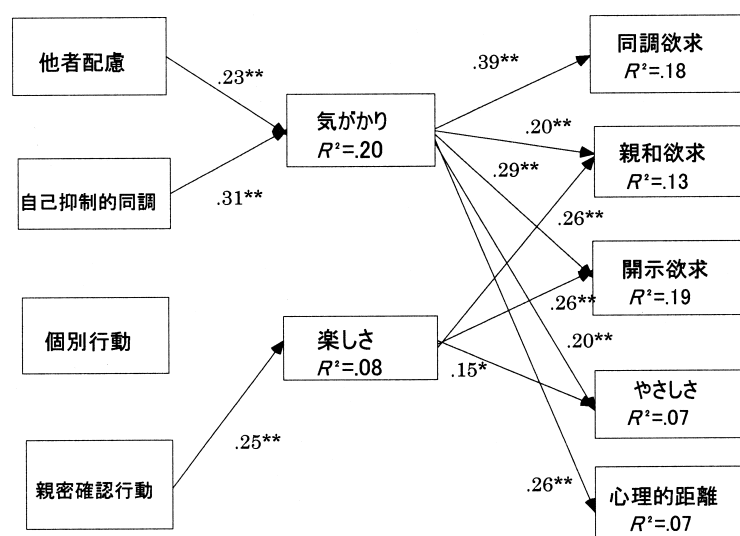 他者配慮
自己抑制的同調
個別行動
親密確認行動
.23**
.31**
.25**
気がかり
R²=.20
楽しさ
R²=.08
.39**
.20**
.29**
.26**
.26**
.20**
.15*
.26**
同調欲求
R²=.18
親和欲求
R²=.13
開示欲求
R²=.19
やさしさ
R²=.07
心理的距離
R²=.07